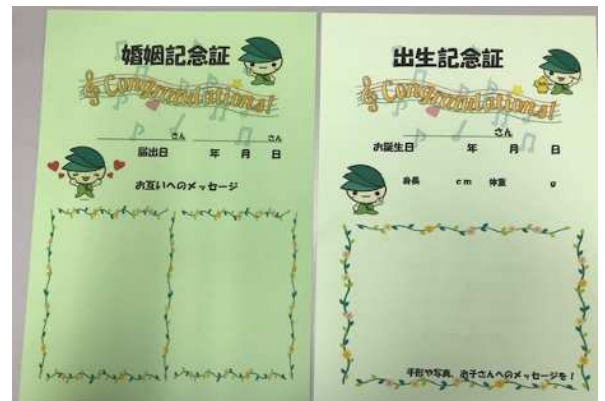 婚姻記念証
Congratulations!
さん さん
届出日 年 月 日
お互いへのメッセージ
出生記念証
Congratulations!
さん
お誕生日 年 月 日
身長 cm 体重 g
手形や写真、お子さんへのメッセージを！